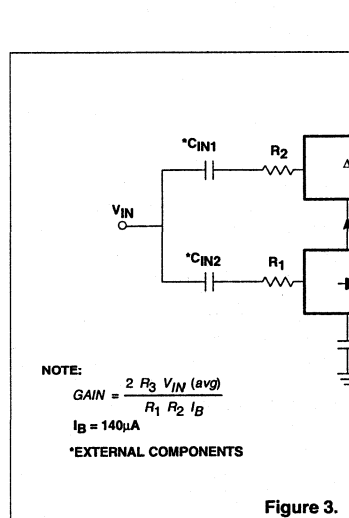 *CIN1
R2
VIN
*CIN2
R1
NOTE:
GAIN = 2 R3 VIN (avg) / R1 R2 IB
IB = 140µA
*EXTERNAL COMPONENTS
Figure 3.